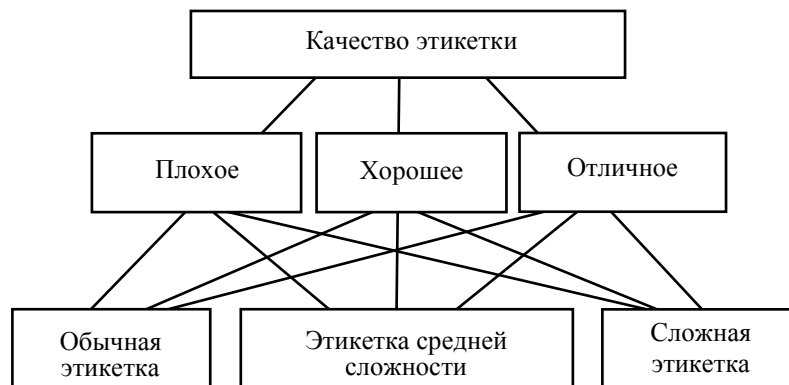 Качество этикетки
Плохое
Хорошее
Отличное
Обычная
этикетка
Этикетка средней
сложности
Сложная
этикетка